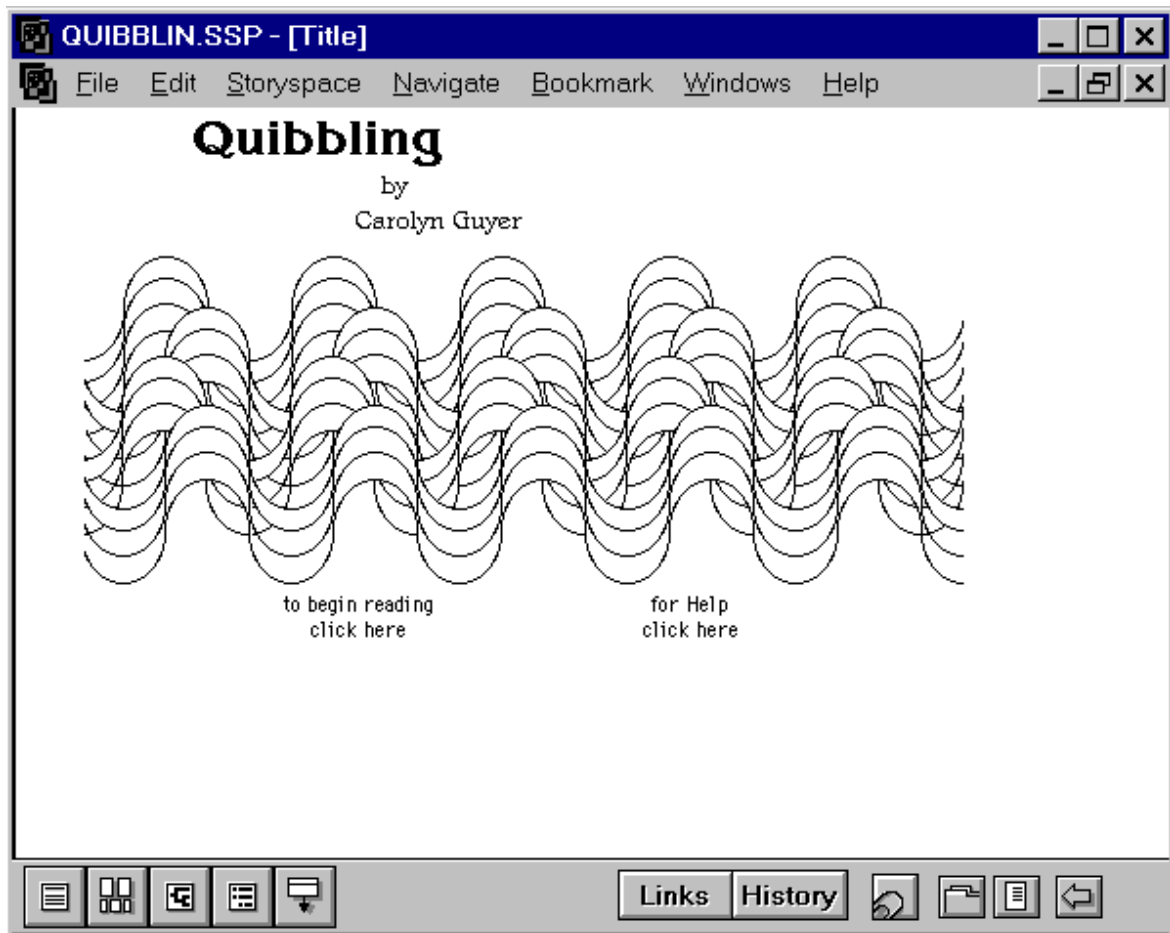 QUIBBLIN.SSP - [Title]
File Edit Storyspace Navigate Bookmark Windows Help
Quibbling
by
Carolyn Guyer
to begin reading
click here
for Help
click here
Links History